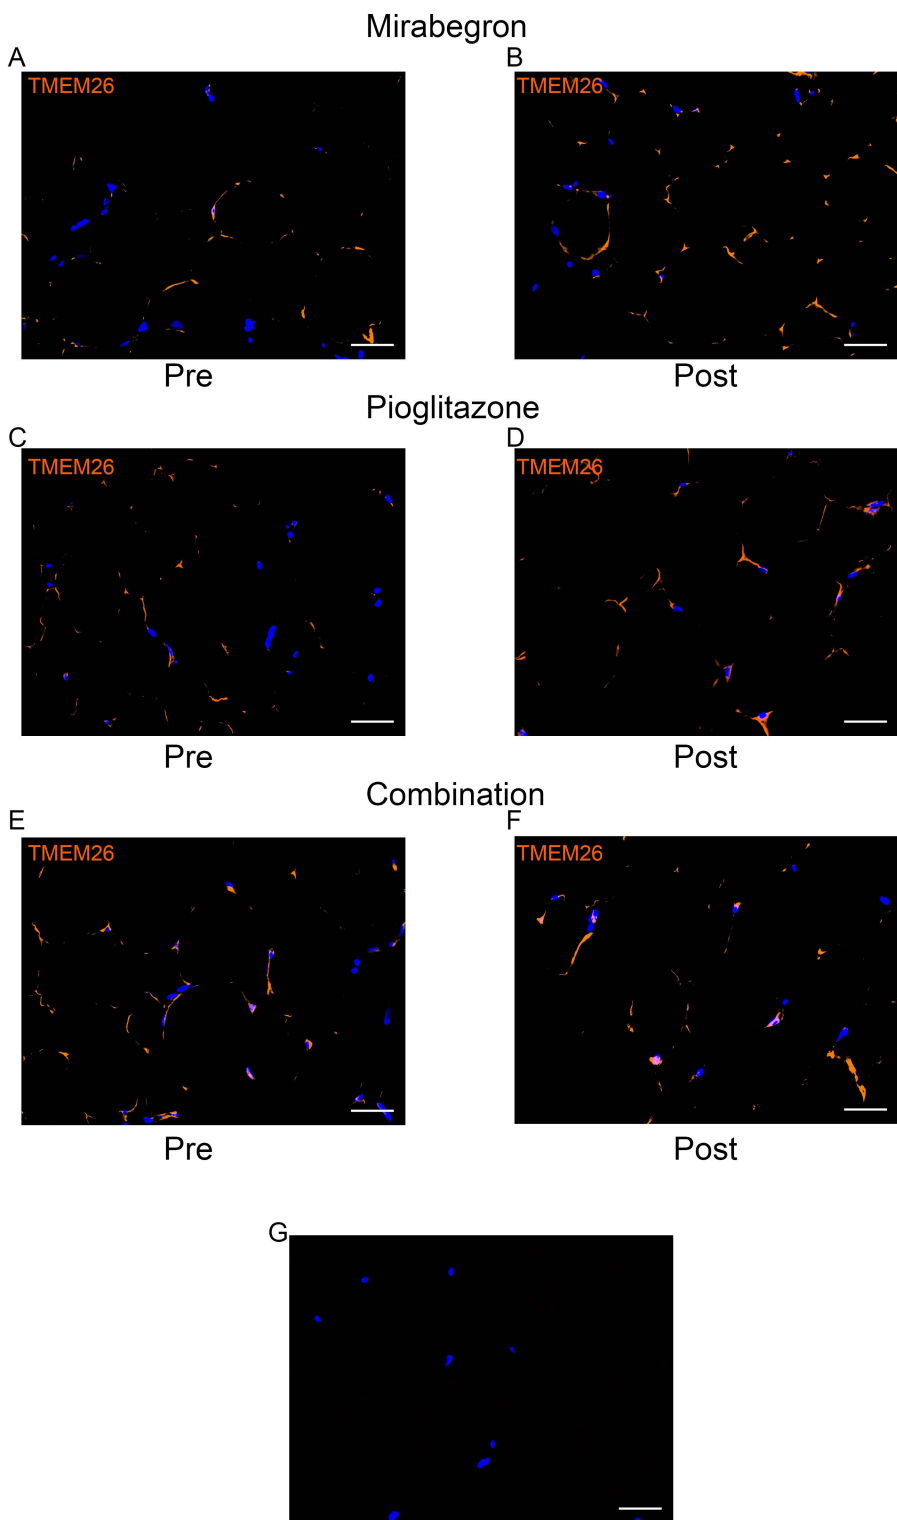 Mirabegron
A B
TMEM26 TMEM26
Pre Post
Pioglitazone
C D
TMEM26 TMEM26
Pre Post
Combination
E F
TMEM26 TMEM26
Pre Post
G